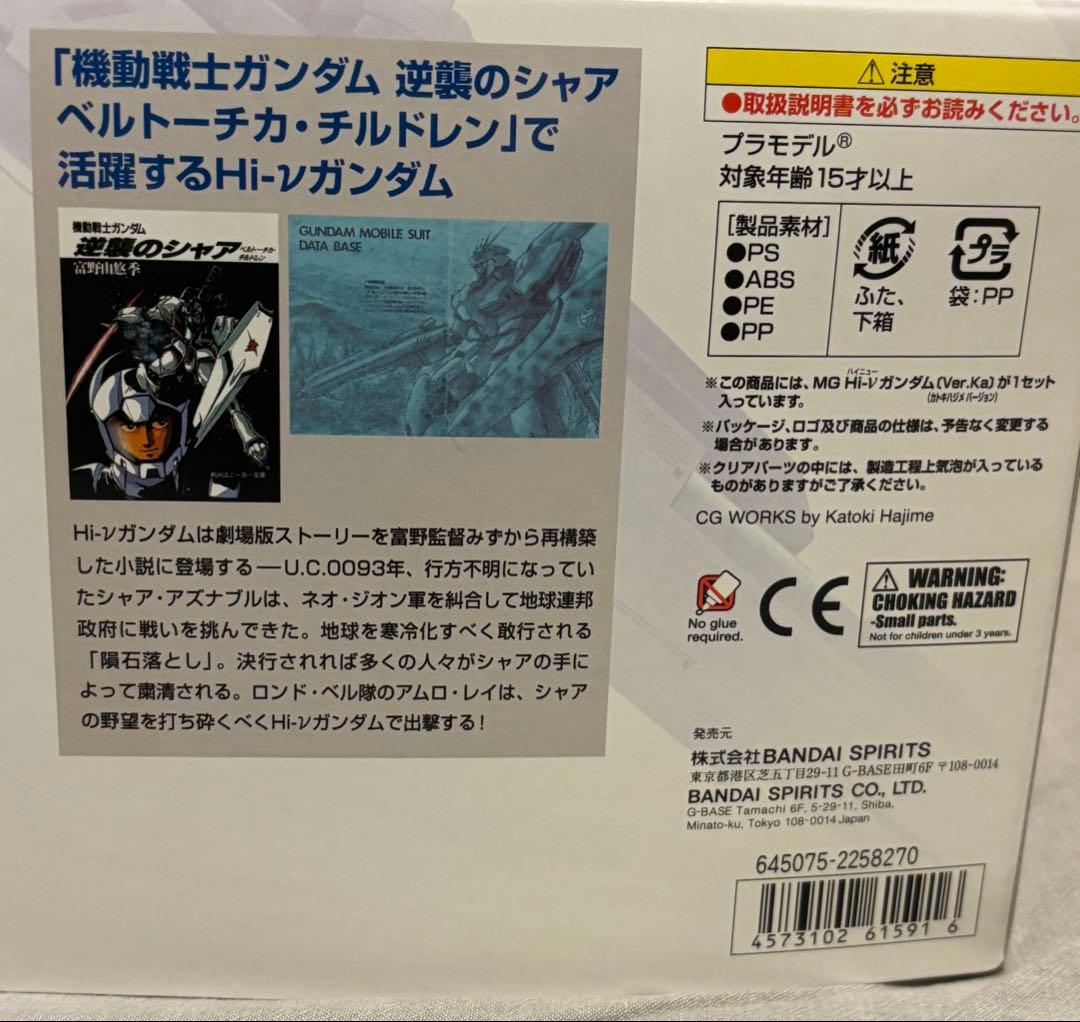 「機動戦士ガンダム 逆襲のシャア
ベルトーチカ・チルドレン」で
活躍するHi-νガンダム
機動戦士ガンダム
逆襲のシャア
ベルトーチカ・
チルドレン
富野由悠季
角川スニーカー文庫
GUNDAM MOBILE SUIT
DATA BASE
Hi-νガンダムは劇場版ストーリーを富野監督みずから再構築
した小説に登場する―U.C.0093年、行方不明になってい
たシャア・アズナブルは、ネオ・ジオン軍を糾合して地球連邦
政府に戦いを挑んできた。地球を寒冷化すべく敢行される
「隕石落とし」。決行されれば多くの人々がシャアの手に
よって粛清される。ロンド・ベル隊のアムロ・レイは、シャア
の野望を打ち砕くべくHi-νガンダムで出撃する!
⚠注意
●取扱説明書を必ずお読みください。
プラモデル®
対象年齢15才以上
[製品素材]
●PS
●ABS
●PE
●PP
紙
ふた、
下箱
プラ
袋:PP
ハイニュー
※この商品には、MG Hi-νガンダム(Ver.Ka)が1セット
(カトキハジメ バージョン)
入っています。
※パッケージ、ロゴ及び商品の仕様は、予告なく変更する
場合があります。
※クリアパーツの中には、製造工程上気泡が入っている
ものがありますがご了承ください。
CG WORKS by Katoki Hajime
No glue
required.
CE
⚠WARNING:
CHOKING HAZARD
-Small parts.
Not for children under 3 years.
発売元
株式会社BANDAI SPIRITS
東京都港区芝五丁目29-11 G-BASE田町6F 〒108-0014
BANDAI SPIRITS CO., LTD.
G-BASE Tamachi 6F, 5-29-11, Shiba,
Minato-ku, Tokyo 108-0014 Japan
645075-2258270
4573102 61591 6